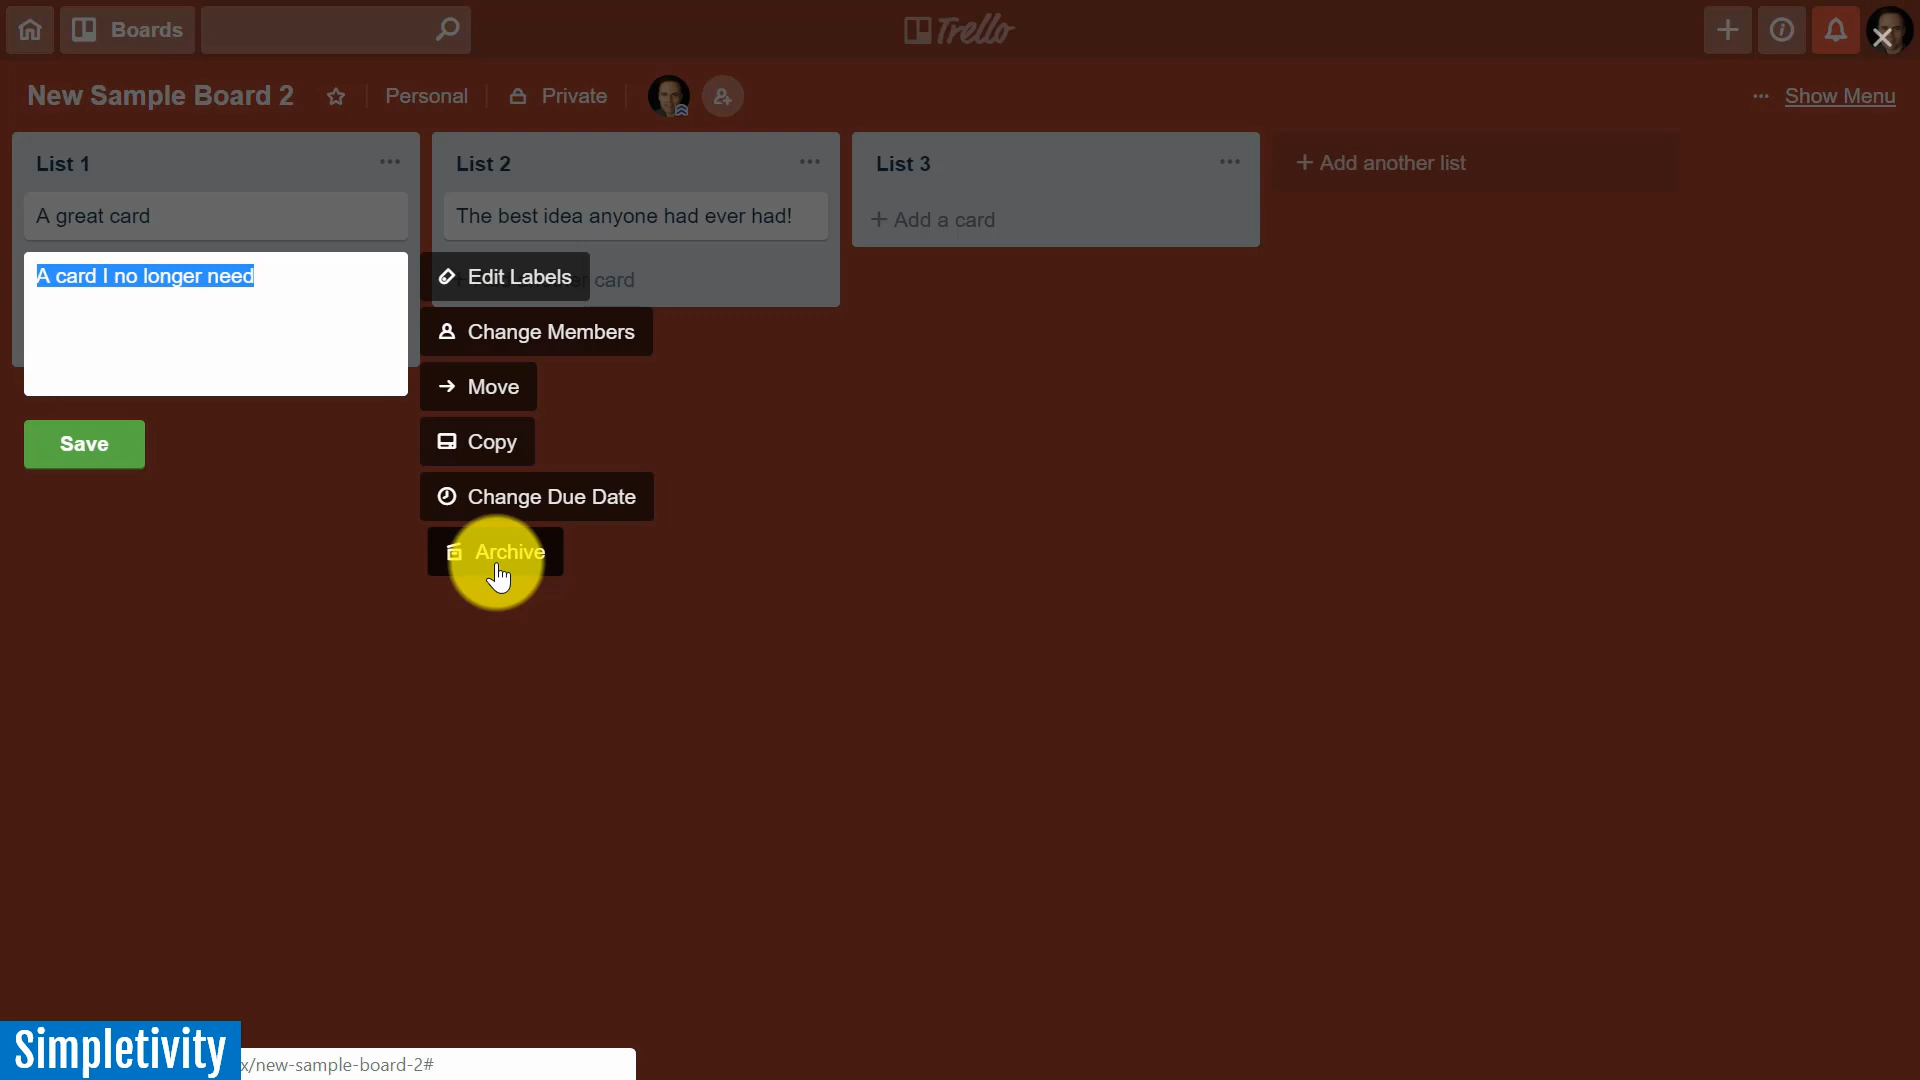 Boards
Trello
New Sample Board 2
Personal
Private
Show Menu
List 1
List 2
List 3
+ Add another list
A great card
The best idea anyone had ever had!
+ Add a card
A card I no longer need
Edit Labels
card
Change Members
Move
Copy
Save
Change Due Date
Archive
Simpletivity
x/new-sample-board-2#